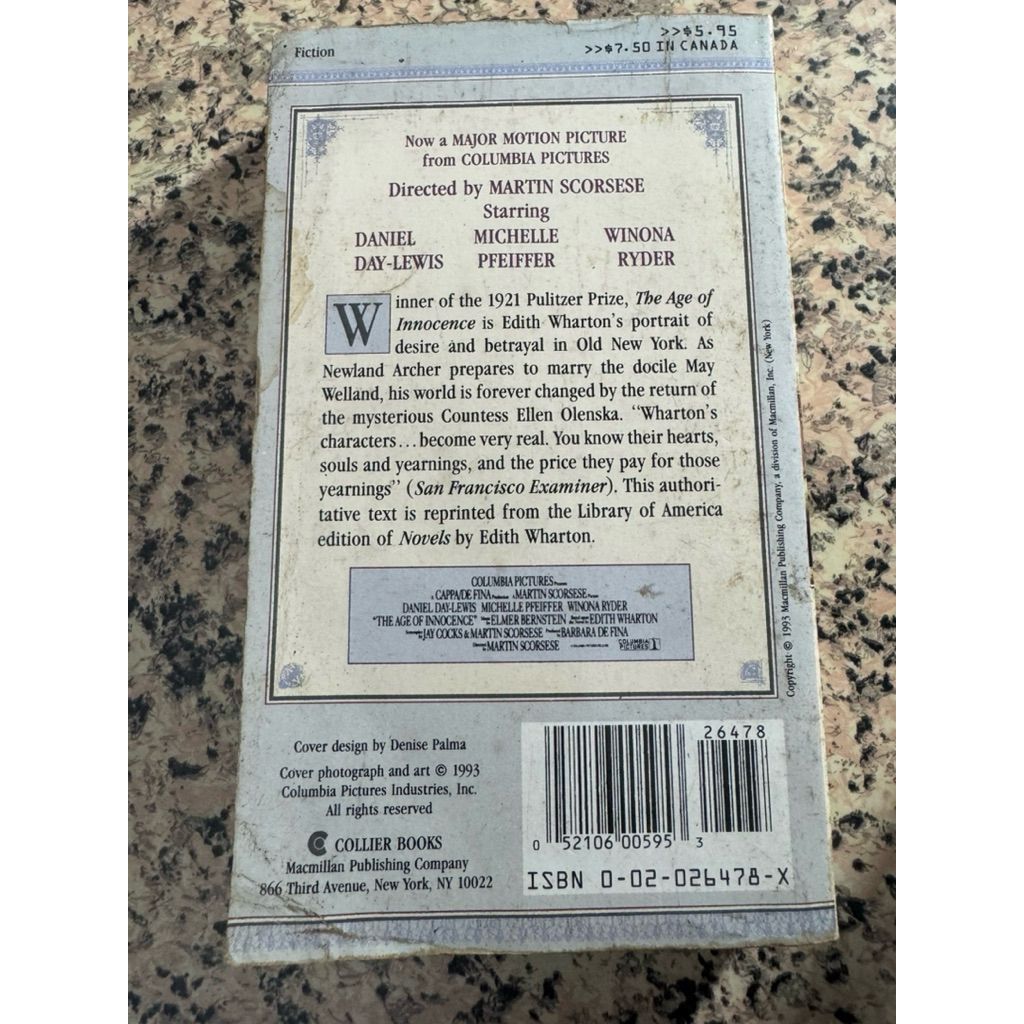 Fiction
>>$5.95
>>$7.50 IN CANADA
Now a MAJOR MOTION PICTURE
from COLUMBIA PICTURES
Directed by MARTIN SCORSESE
Starring
DANIEL MICHELLE WINONA
DAY-LEWIS PFEIFFER RYDER
Winner of the 1921 Pulitzer Prize, The Age of
Innocence is Edith Wharton's portrait of
desire and betrayal in Old New York. As
Newland Archer prepares to marry the docile May
Welland, his world is forever changed by the return of
the mysterious Countess Ellen Olenska. “Wharton's
characters...become very real. You know their hearts,
souls and yearnings, and the price they pay for those
yearnings” (San Francisco Examiner). This authori-
tative text is reprinted from the Library of America
edition of Novels by Edith Wharton.
COLUMBIA PICTURES
CAPPA/DE FINA MARTIN SCORSESE
DANIEL DAY-LEWIS MICHELLE PFEIFFER WINONA RYDER
"THE AGE OF INNOCENCE" ELMER BERNSTEIN EDITH WHARTON
JAY COCKS & MARTIN SCORSESE BARBARA DE FINA
MARTIN SCORSESE COLUMBIA
PICTURES
Copyright © 1993 Macmillan Publishing Company, a division of Macmillan, Inc. (New York)
Cover design by Denise Palma
Cover photograph and art © 1993
Columbia Pictures Industries, Inc.
All rights reserved
COLLIER BOOKS
Macmillan Publishing Company
866 Third Avenue, New York, NY 10022
26478
0 52106 00595 3
ISBN 0-02-026478-X